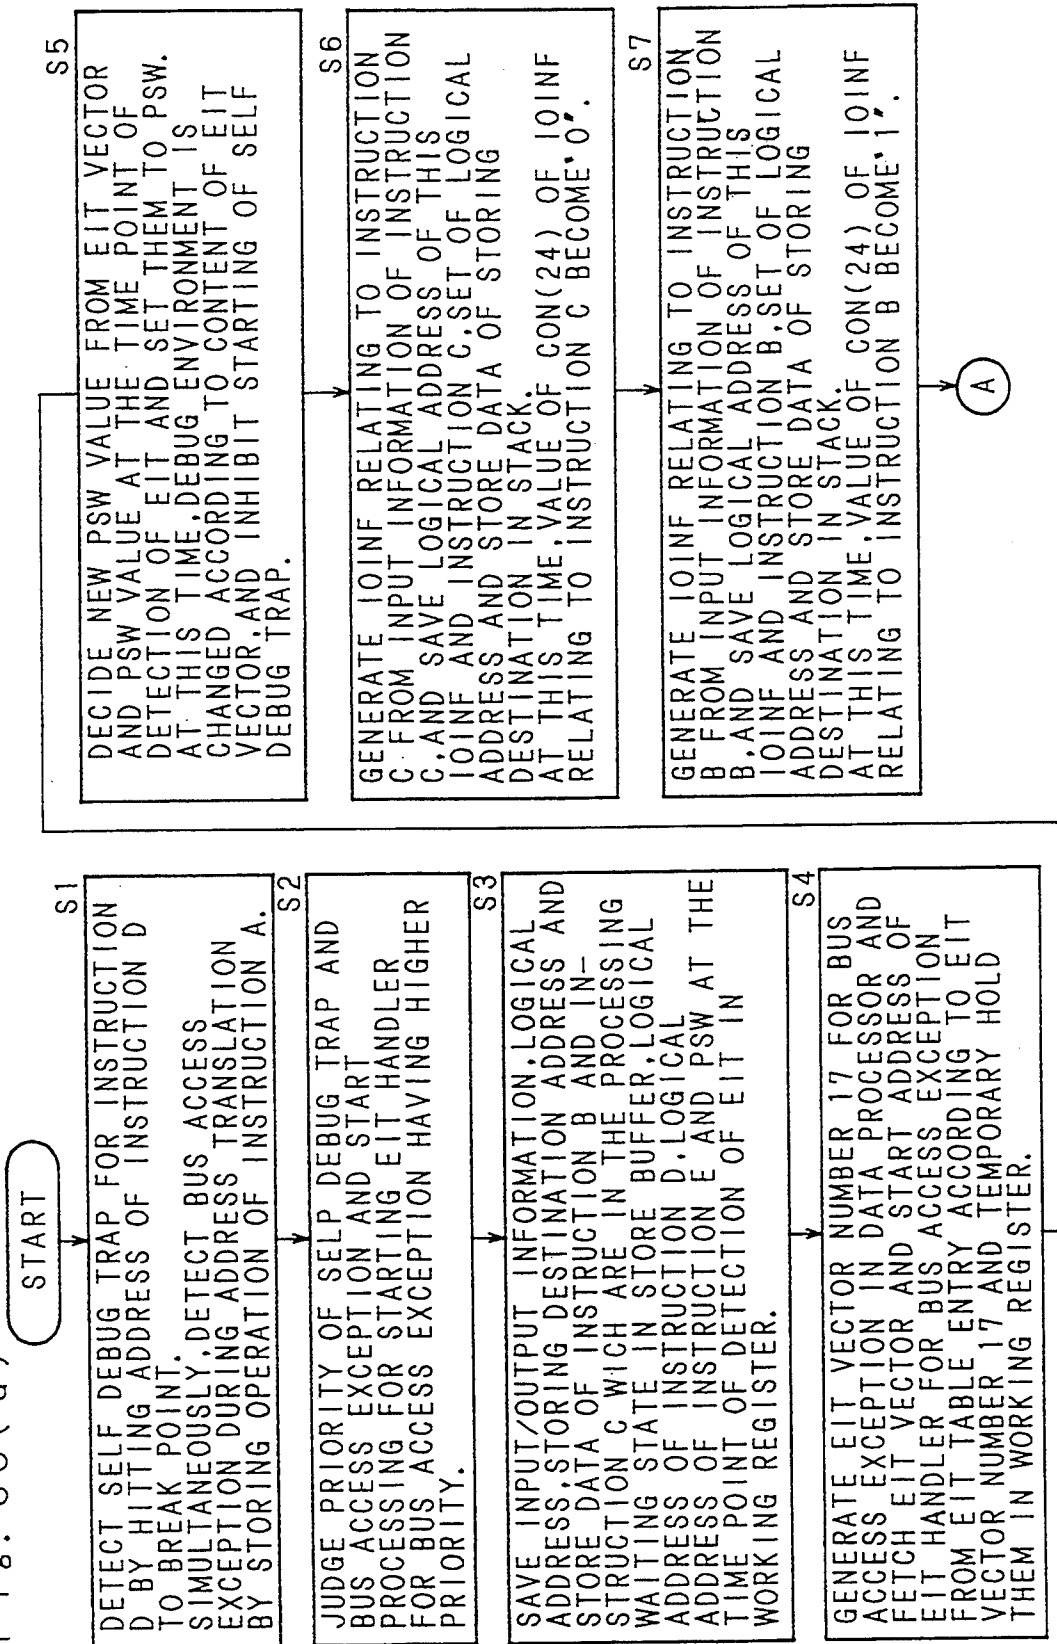 START
S1
DETECT SELF DEBUG TRAP FOR INSTRUCTION
D BY HITTING ADDRESS OF INSTRUCTION D
TO BREAK POINT.
SIMULTANEOUSLY,DETECT BUS ACCESS
EXCEPTION DURING ADDRESS TRANSLATION
BY STORING OPERATION OF INSTRUCTION A.
S2
JUDGE PRIORITY OF SELF DEBUG TRAP AND
BUS ACCESS EXCEPTION AND START
PROCESSING FOR STARTING EIT HANDLER
FOR BUS ACCESS EXCEPTION HAVING HIGHER
PRIORITY.
S3
SAVE INPUT/OUTPUT INFORMATION,LOGICAL
ADDRESS,STORING DESTINATION ADDRESS AND
STORE DATA OF INSTRUCTION B AND IN-
STRUCTION C WICH ARE IN THE PROCESSING
WAITING STATE IN STORE BUFFER,LOGICAL
ADDRESS OF INSTRUCTION D,LOGICAL
ADDRESS OF INSTRUCTION E AND PSW AT THE
TIME POINT OF DETECTION OF EIT IN
WORKING REGISTER.
S4
GENERATE EIT VECTOR NUMBER 17 FOR BUS
ACCESS EXCEPTION IN DATA PROCESSOR AND
FETCH EIT VECTOR AND START ADDRESS OF
EIT HANDLER FOR BUS ACCESS EXCEPTION
FROM EIT TABLE ENTRY ACCORDING TO EIT
VECTOR NUMBER 17 AND TEMPORARY HOLD
THEM IN WORKING REGISTER.
S5
DECIDE NEW PSW VALUE FROM EIT VECTOR
AND PSW VALUE AT THE TIME POINT OF
DETECTION OF EIT AND SET THEM TO PSW.
AT THIS TIME,DEBUG ENVIRONMENT IS
CHANGED ACCORDING TO CONTENT OF EIT
VECTOR,AND INHIBIT STARTING OF SELF
DEBUG TRAP.
S6
GENERATE IOINF RELATING TO INSTRUCTION
C FROM INPUT INFORMATION OF INSTRUCTION
C,AND SAVE LOGICAL ADDRESS OF THIS
IOINF AND INSTRUCTION C,SET OF LOGICAL
ADDRESS AND STORE DATA OF STORING
DESTINATION IN STACK.
AT THIS TIME,VALUE OF CON(24) OF IOINF
RELATING TO INSTRUCTION C BECOME"0".
S7
GENERATE IOINF RELATING TO INSTRUCTION
B FROM INPUT INFORMATION OF INSTRUCTION
B,AND SAVE LOGICAL ADDRESS OF THIS
IOINF AND INSTRUCTION B,SET OF LOGICAL
ADDRESS AND STORE DATA OF STORING
DESTINATION IN STACK.
AT THIS TIME,VALUE OF CON(24) OF IOINF
RELATING TO INSTRUCTION B BECOME"1".
A